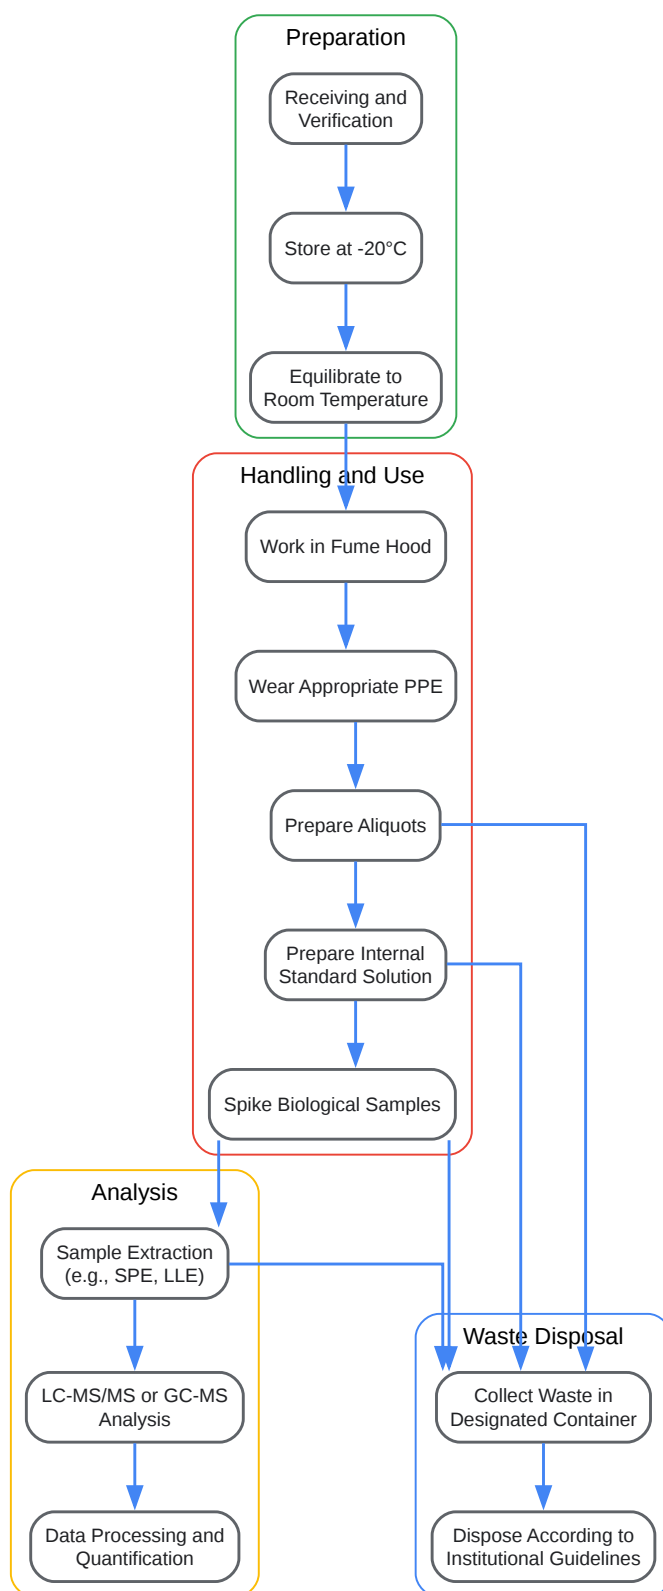 Preparation
Receiving and
Verification
Store at -20°C
Equilibrate to
Room Temperature
Handling and Use
Work in Fume Hood
Wear Appropriate PPE
Prepare Aliquots
Prepare Internal
Standard Solution
Spike Biological Samples
Analysis
Sample Extraction
(e.g., SPE, LLE)
LC-MS/MS or GC-MS
Analysis
Data Processing and
Quantification
Waste Disposal
Collect Waste in
Designated Container
Dispose According to
Institutional Guidelines